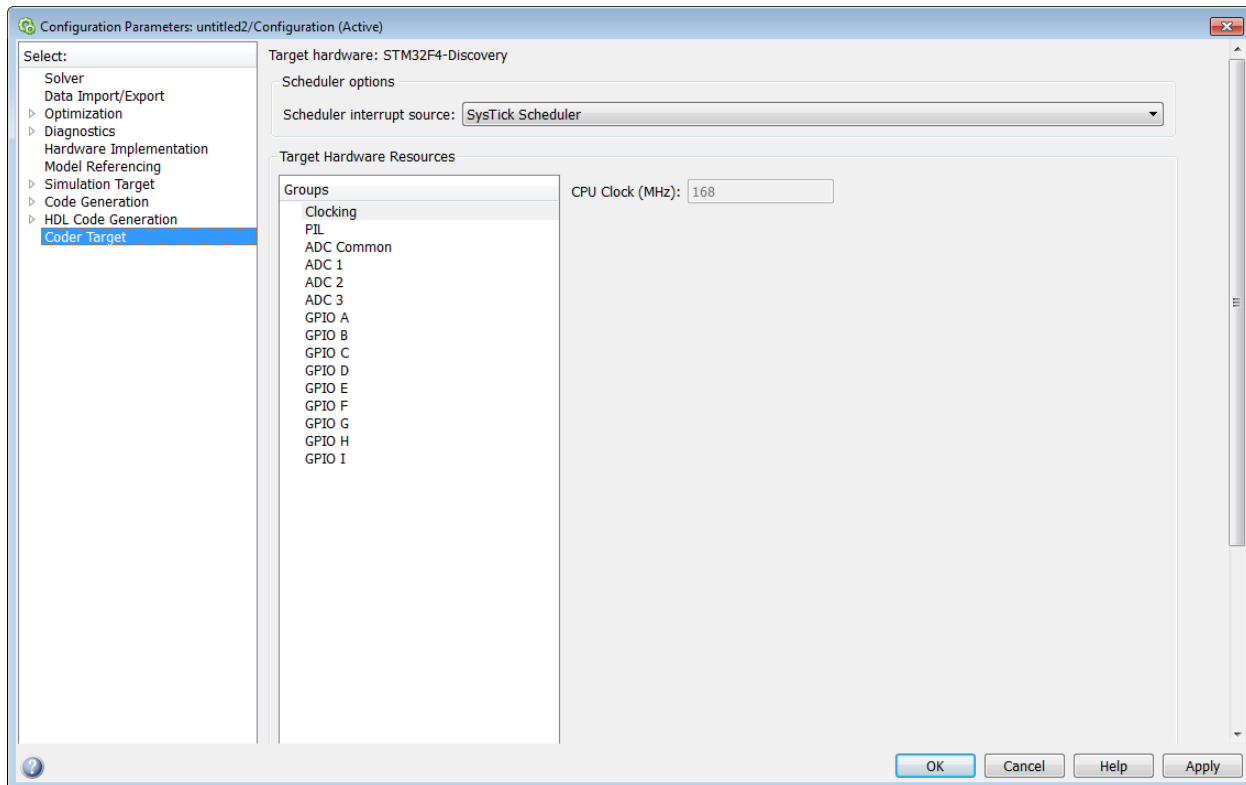 Configuration Parameters: untitled2/Configuration (Active)
Select:
Solver
Data Import/Export
Optimization
Diagnostics
Hardware Implementation
Model Referencing
Simulation Target
Code Generation
HDL Code Generation
Coder Target
Target hardware: STM32F4-Discovery
Scheduler options
Scheduler interrupt source: SysTick Scheduler
Target Hardware Resources
Groups
Clocking
PIL
ADC Common
ADC 1
ADC 2
ADC 3
GPIO A
GPIO B
GPIO C
GPIO D
GPIO E
GPIO F
GPIO G
GPIO H
GPIO I
CPU Clock (MHz): 168
OK Cancel Help Apply